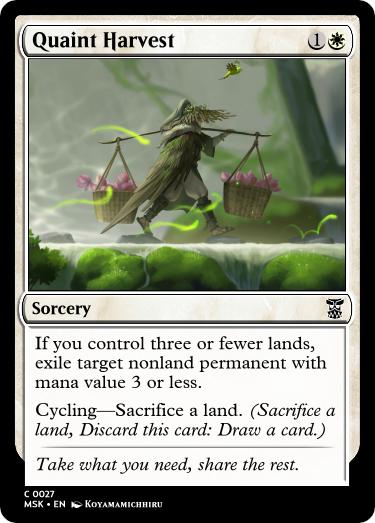 Quaint Harvest 1
Sorcery
If you control three or fewer lands,
exile target nonland permanent with
mana value 3 or less.
Cycling—Sacrifice a land. (Sacrifice a
land, Discard this card: Draw a card.)
Take what you need, share the rest.
C 0027
MSK • EN KOYAMAMICHHIRU